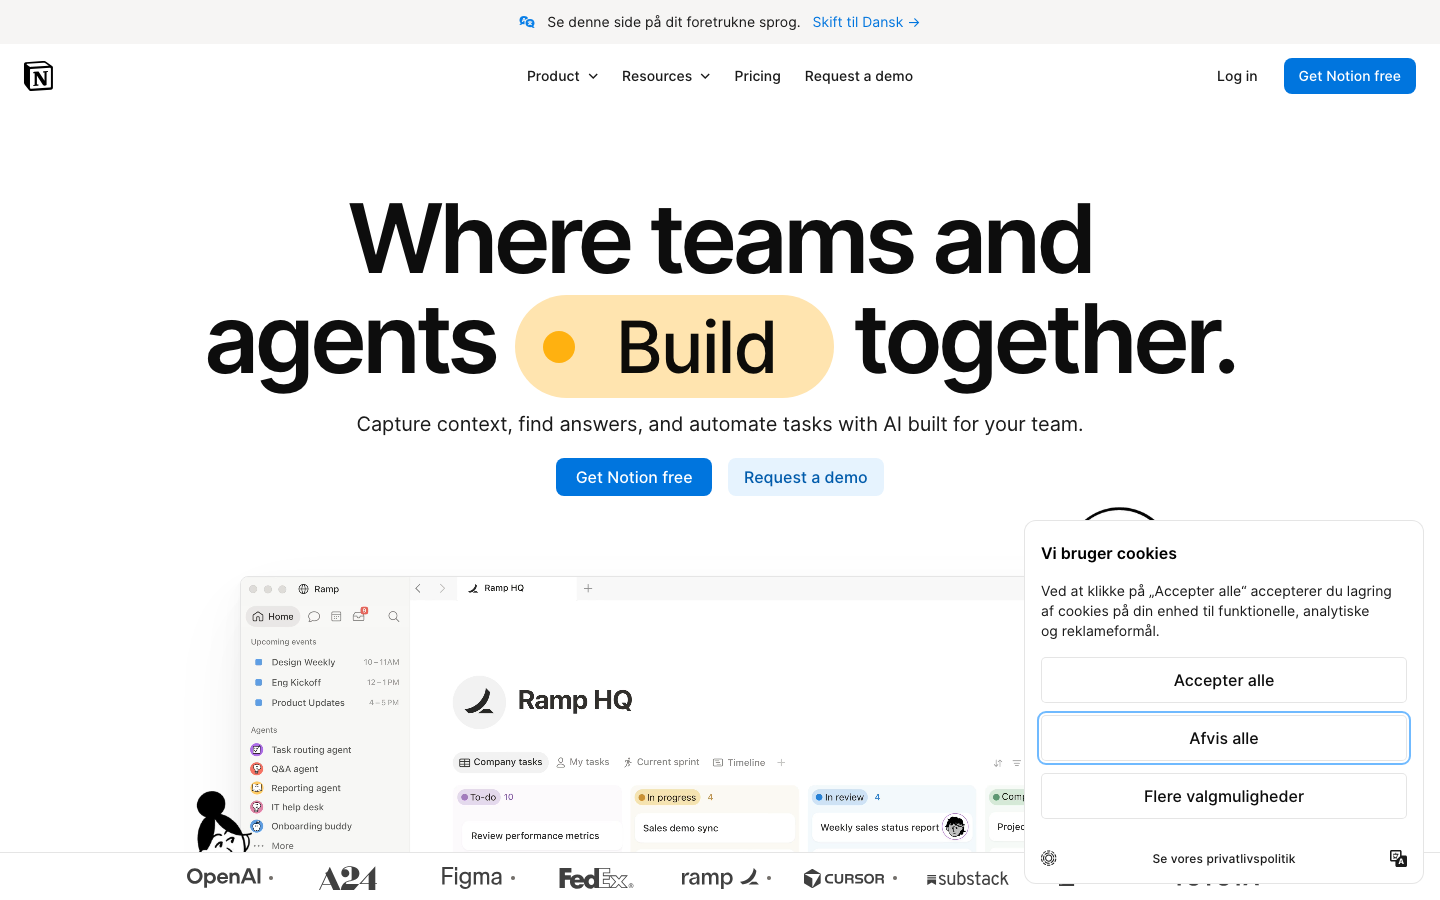 Se denne side på dit foretrukne sprog. Skift til Dansk →
Product Resources Pricing Request a demo Log in Get Notion free
Where teams and
agents Build together.
Capture context, find answers, and automate tasks with AI built for your team.
Get Notion free Request a demo
Ramp
Ramp HQ
Home
Upcoming events
Design Weekly 10–11AM
Eng Kickoff 12–1PM
Product Updates 4–5 PM
Agents
Task routing agent
Q&A agent
Reporting agent
IT help desk
Onboarding buddy
More
Ramp HQ
Company tasks My tasks Current sprint Timeline
To-do 10
Review performance metrics
In progress 4
Sales demo sync
In review 4
Weekly sales status report
Vi bruger cookies
Ved at klikke på „Accepter alle“ accepterer du lagring
af cookies på din enhed til funktionelle, analytiske
og reklameformål.
Accepter alle
Afvis alle
Flere valgmuligheder
Se vores privatlivspolitik
OpenAI A24 Figma FedEx ramp CURSOR substack